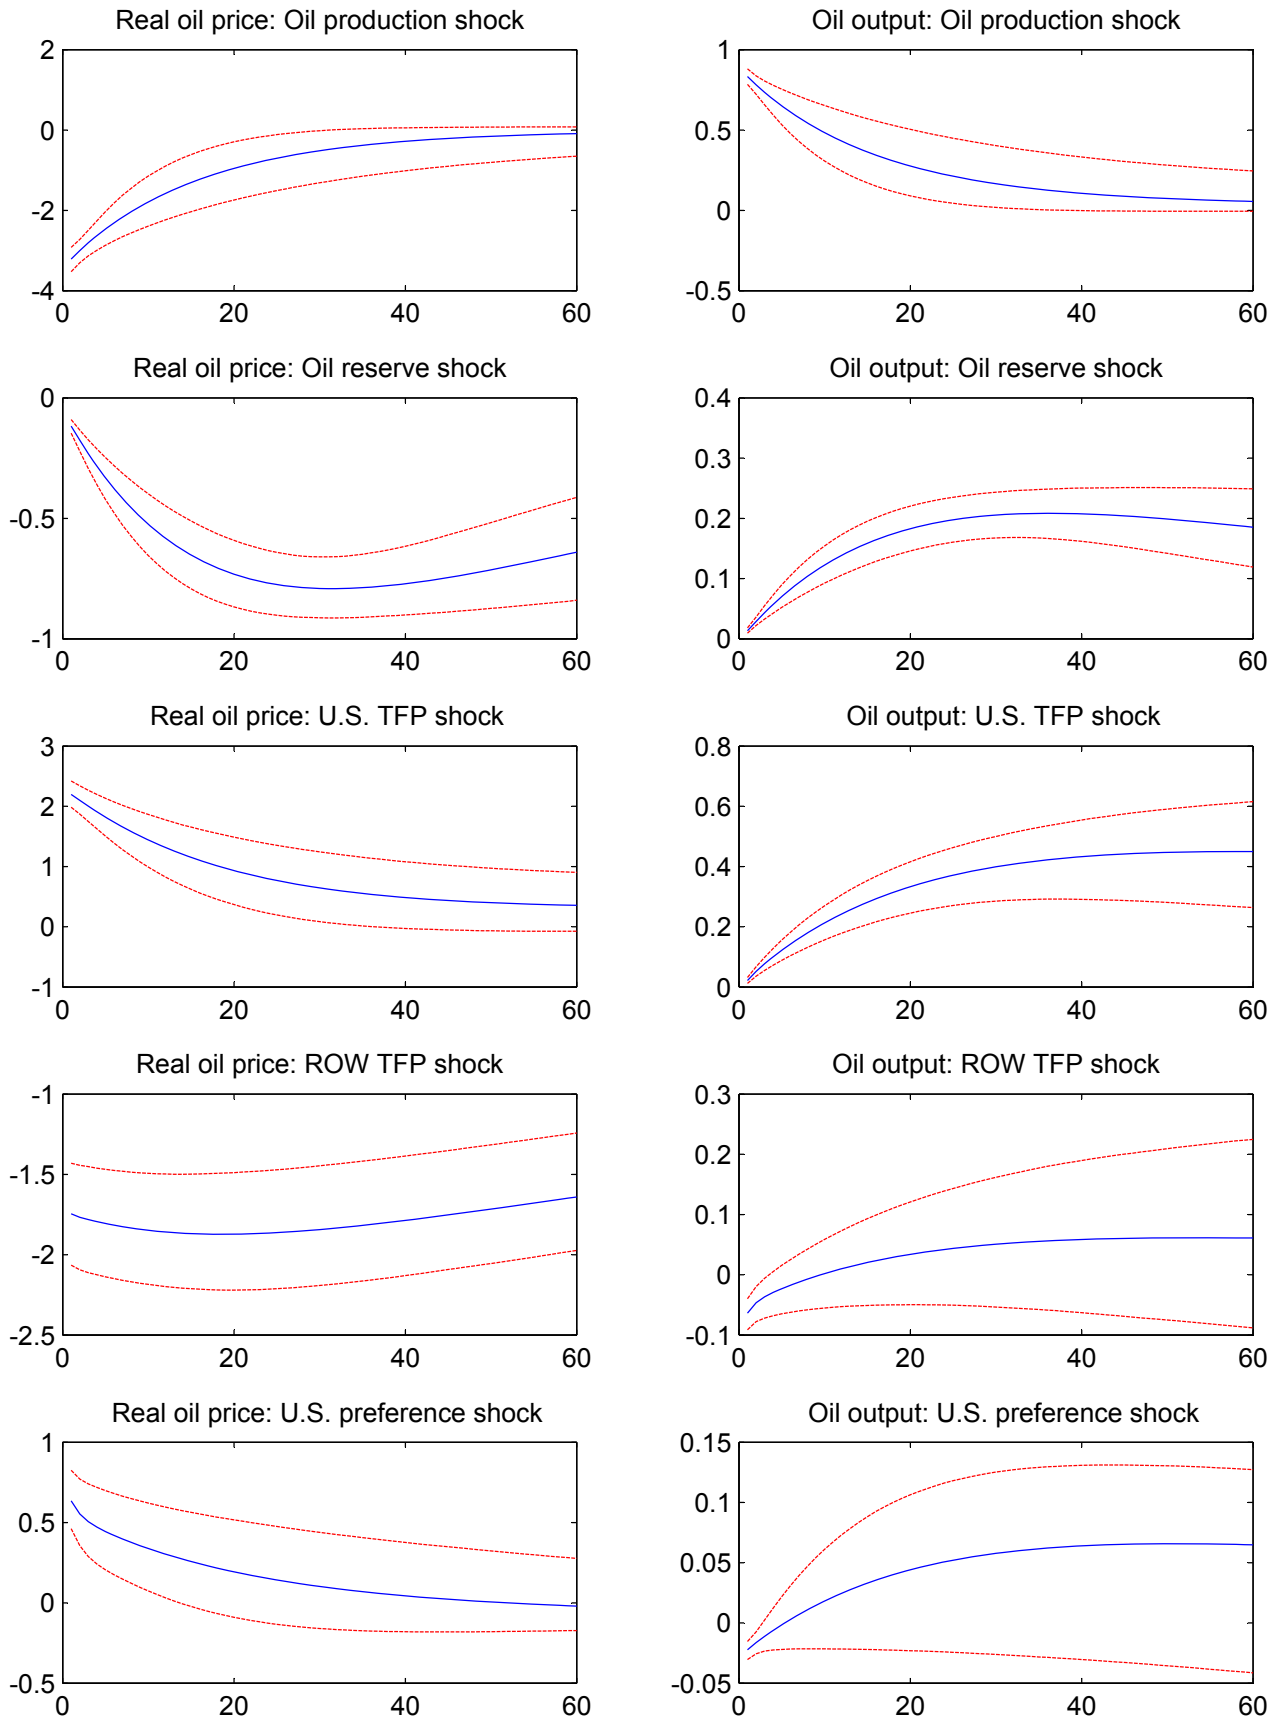 Real oil price: Oil production shock
2
0
-2
-4
0 20 40 60
Oil output: Oil production shock
1
0.5
0
-0.5
0 20 40 60
Real oil price: Oil reserve shock
0
-0.5
-1
0 20 40 60
Oil output: Oil reserve shock
0.4
0.3
0.2
0.1
0
0 20 40 60
Real oil price: U.S. TFP shock
3
2
1
0
-1
0 20 40 60
Oil output: U.S. TFP shock
0.8
0.6
0.4
0.2
0
0 20 40 60
Real oil price: ROW TFP shock
-1
-1.5
-2
-2.5
0 20 40 60
Oil output: ROW TFP shock
0.3
0.2
0.1
0
-0.1
0 20 40 60
Real oil price: U.S. preference shock
1
0.5
0
-0.5
0 20 40 60
Oil output: U.S. preference shock
0.15
0.1
0.05
0
-0.05
0 20 40 60